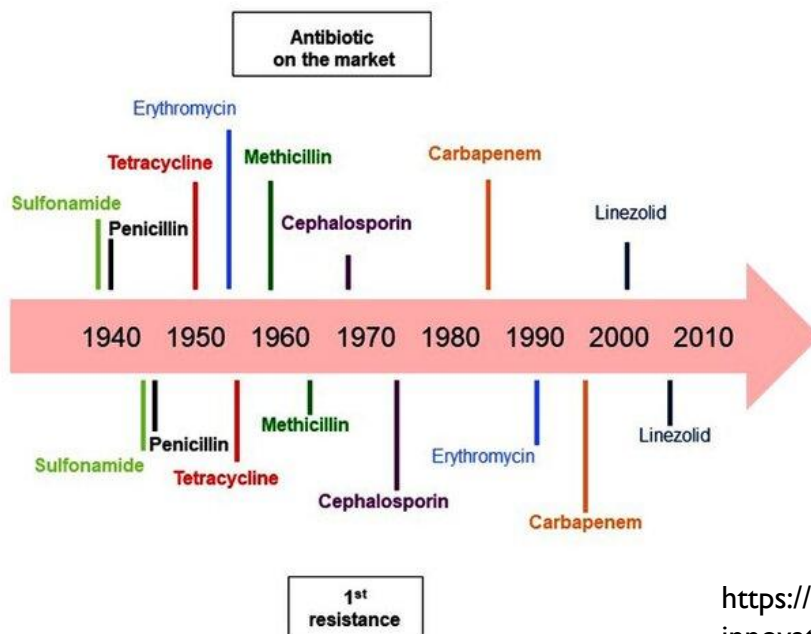 Antibiotic
on the market
Erythromycin
Tetracycline
Methicillin
Carbapenem
Sulfonamide
Penicillin
Cephalosporin
Linezolid
1940 1950 1960 1970 1980 1990 2000 2010
Methicillin
Penicillin
Linezolid
Sulfonamide
Tetracycline
Erythromycin
Cephalosporin
Carbapenem
1st
resistance
https://